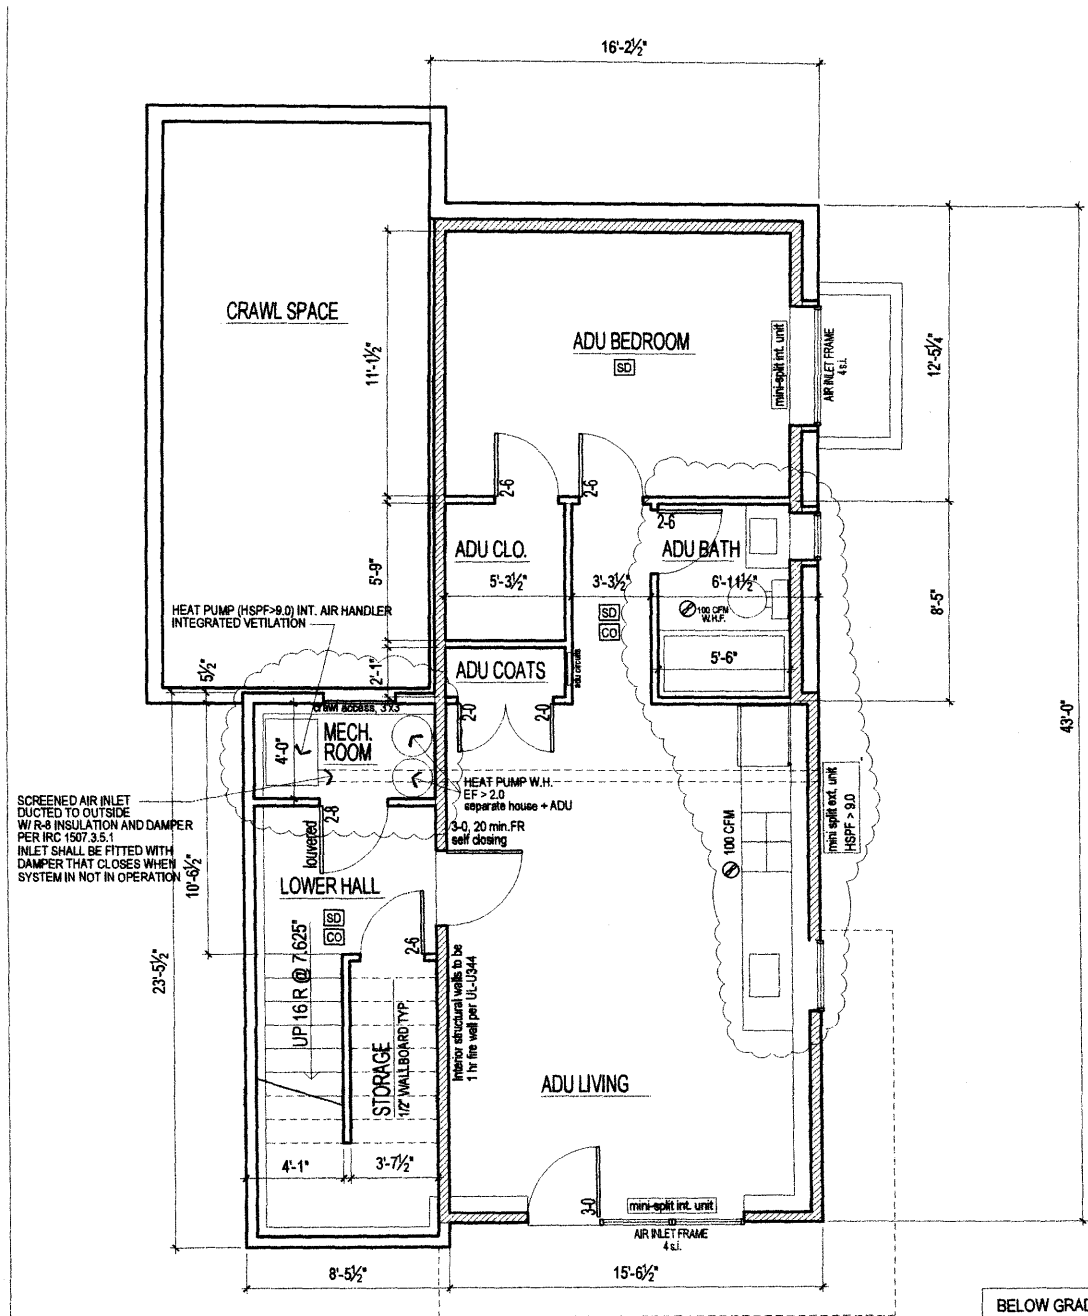 16'-2½"
CRAWL SPACE
11'-1½"
ADU BEDROOM
SD
mini-split int. unit
AIR INLET FRAME
4 s.i.
12'-5¼"
2-6
2-6
2-6
ADU CLO.
5'-3½"
3'-3½"
ADU BATH
6'-11½"
5'-9"
8'-5"
SD
CO
100 CFM
W.H.F.
HEAT PUMP (HSPF>9.0) INT. AIR HANDLER
INTEGRATED VETILATION
5½"
2'-1"
ADU COATS
adu circuits
5'-6"
43'-0"
crawl access, 3 x 3
2-0
2-0
4'-0"
MECH.
ROOM
SCREENED AIR INLET
DUCTED TO OUTSIDE
W/ R-8 INSULATION AND DAMPER
PER IRC 1507.3.5.1
INLET SHALL BE FITTED WITH
DAMPER THAT CLOSES WHEN
SYSTEM IN NOT IN OPERATION
HEAT PUMP W.H.
EF > 2.0
separate house + ADU
3-0, 20 min.FR
self closing
mini split ext. unit
HSPF > 9.0
100 CFM
2-8
louvered
LOWER HALL
10'-6½"
SD
CO
2-6
23'-5½"
UP 16 R @ 7.625"
STORAGE
1/2" WALLBOARD TYP.
Interior structural walls to be
1 hr fire wall per UL-U344
ADU LIVING
4'-1"
3'-7½"
3-0
mini-split int. unit
AIR INLET FRAME
4 s.i.
8'-5½"
15'-6½"
BELOW GRAD